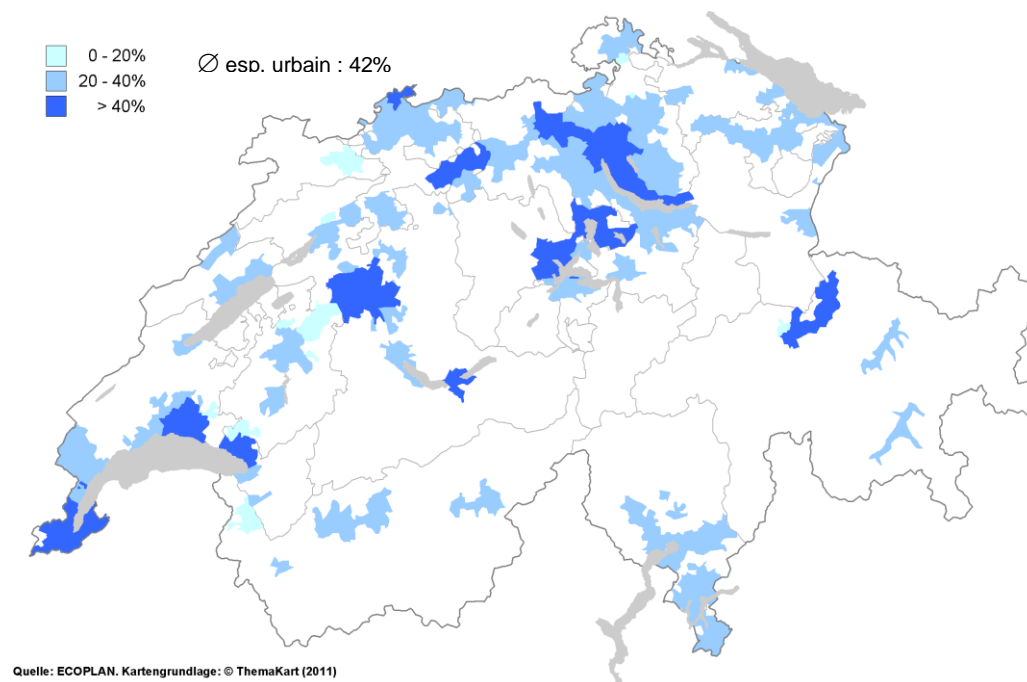 0 - 20%
20 - 40%
> 40%
∅ esp. urbain : 42%
Quelle: ECOPLAN. Kartengrundlage: © ThemaKart (2011)